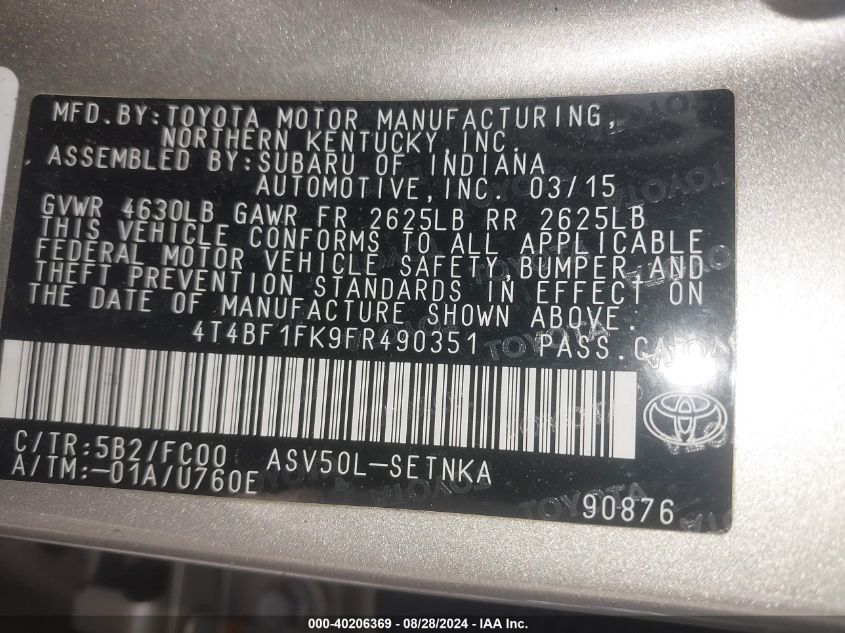 MFD.BY:TOYOTA MOTOR MANUFACTURING,
NORTHERN KENTUCKY, INC.
ASSEMBLED BY:SUBARU OF INDIANA
AUTOMOTIVE, INC. 03/15
GVWR 4630LB GAWR FR 2625LB RR 2625LB
THIS VEHICLE CONFORMS TO ALL APPLICABLE
FEDERAL MOTOR VEHICLE SAFETY, BUMPER, AND
THEFT PREVENTION STANDARDS IN EFFECT ON
THE DATE OF MANUFACTURE SHOWN ABOVE.
4T4BF1FK9FR490351 PASS.CAR
C/TR:5B2/FC00 ASV50L-SETNKA
A/TM:-01A/U760E
90876
000-40206369 - 08/28/2024 - IAA Inc.